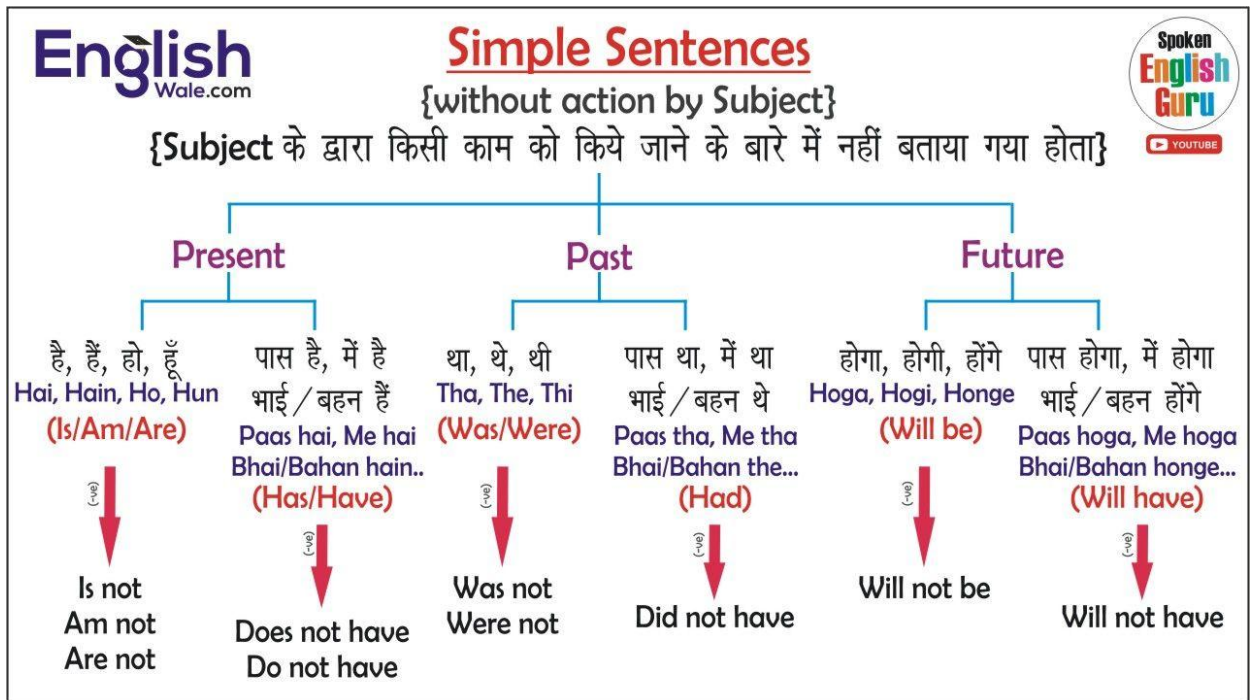 English
Wale.com
Simple Sentences
{without action by Subject}
Spoken
English
Guru
YOUTUBE
{Subject के द्वारा किसी काम को किये जाने के बारे में नहीं बताया गया होता}
Present
Past
Future
है, हैं, हो, हूँ
Hai, Hain, Ho, Hun
(Is/Am/Are)
(-ve)
Is not
Am not
Are not
पास है, में है
भाई/बहन हैं
Paas hai, Me hai
Bhai/Bahan hain..
(Has/Have)
(-ve)
Does not have
Do not have
था, थे, थी
Tha, The, Thi
(Was/Were)
(-ve)
Was not
Were not
पास था, में था
भाई/बहन थे
Paas tha, Me tha
Bhai/Bahan the...
(Had)
(-ve)
Did not have
होगा, होगी, होंगे
Hoga, Hogi, Honge
(Will be)
(-ve)
Will not be
पास होगा, में होगा
भाई/बहन होंगे
Paas hoga, Me hoga
Bhai/Bahan honge...
(Will have)
(-ve)
Will not have